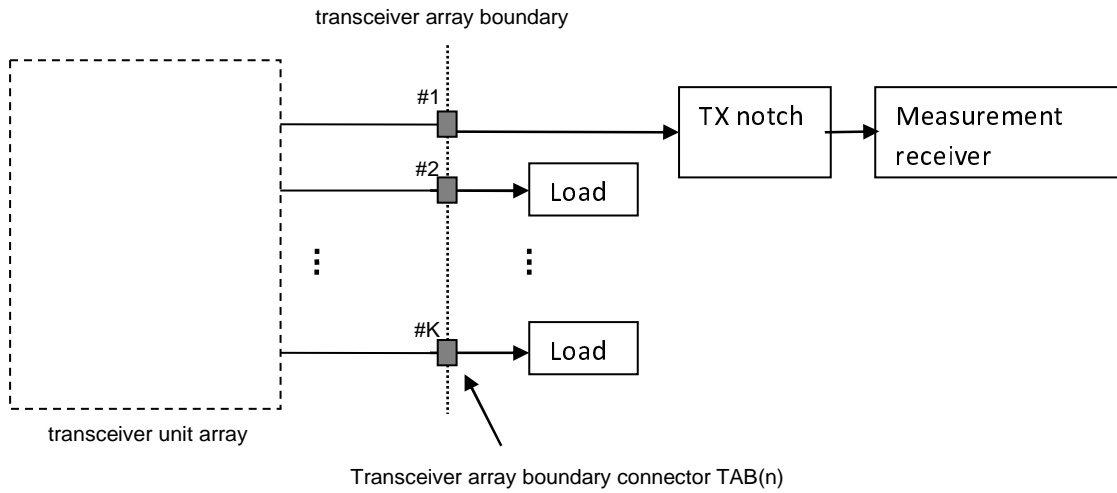 transceiver array boundary
#1
TX notch
Measurement
receiver
#2
Load
#K
Load
transceiver unit array
Transceiver array boundary connector TAB(n)